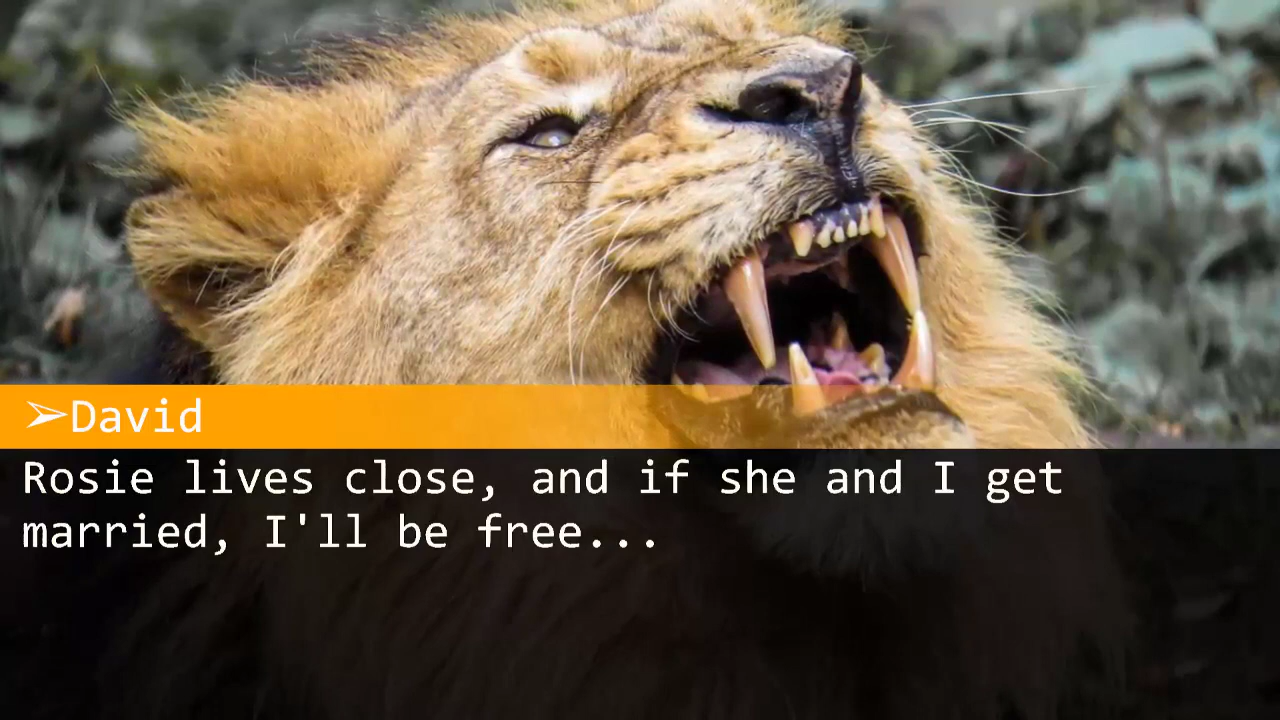 ➢David
Rosie lives close, and if she and I get
married, I'll be free...